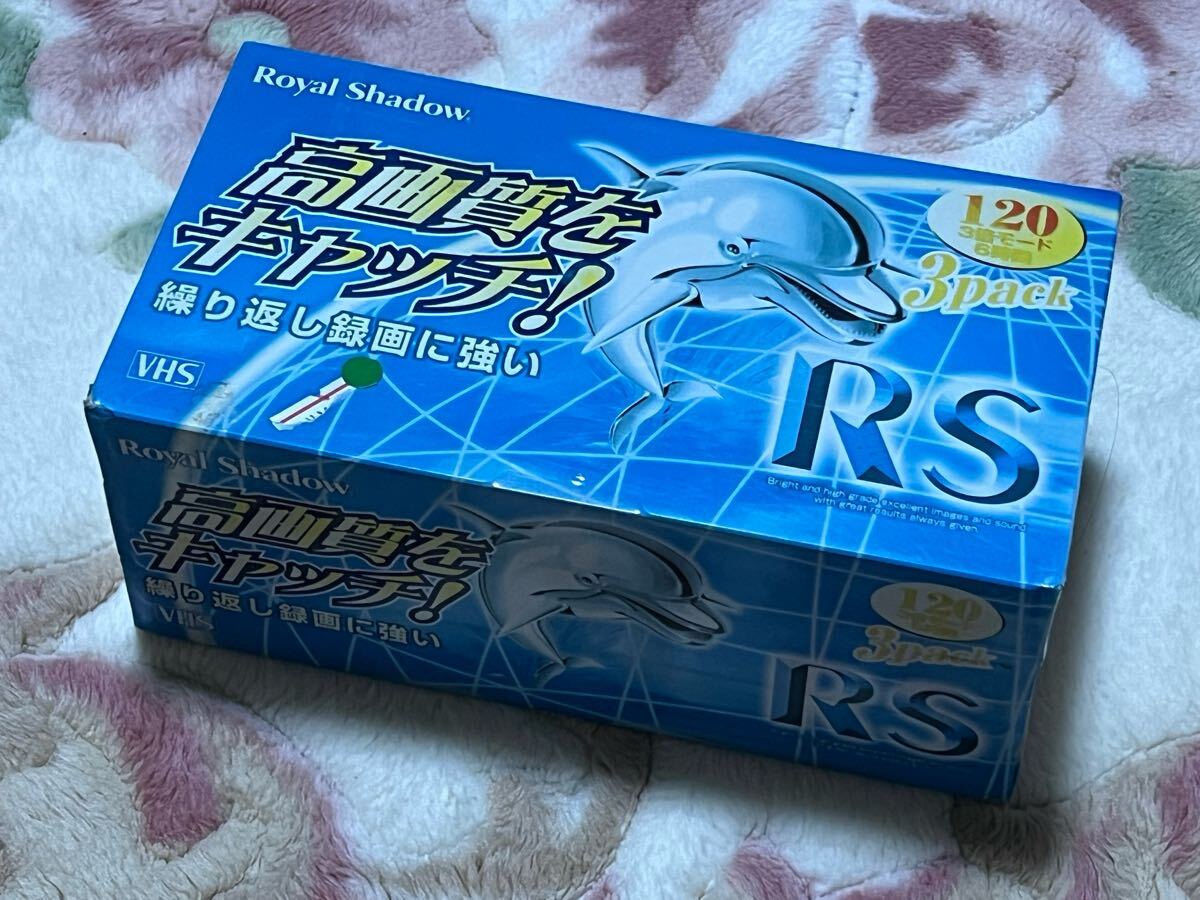 Royal Shadow
高画質を
キャッチ!
繰り返し録画に強い
VHS
120
3倍モード
6時間
3pack
RS
Bright and high grade excellent images and sound
with great results always given.
Royal Shadow
高画質を
キャッチ!
繰り返し録画に強い
VHS
120
3pack
RS